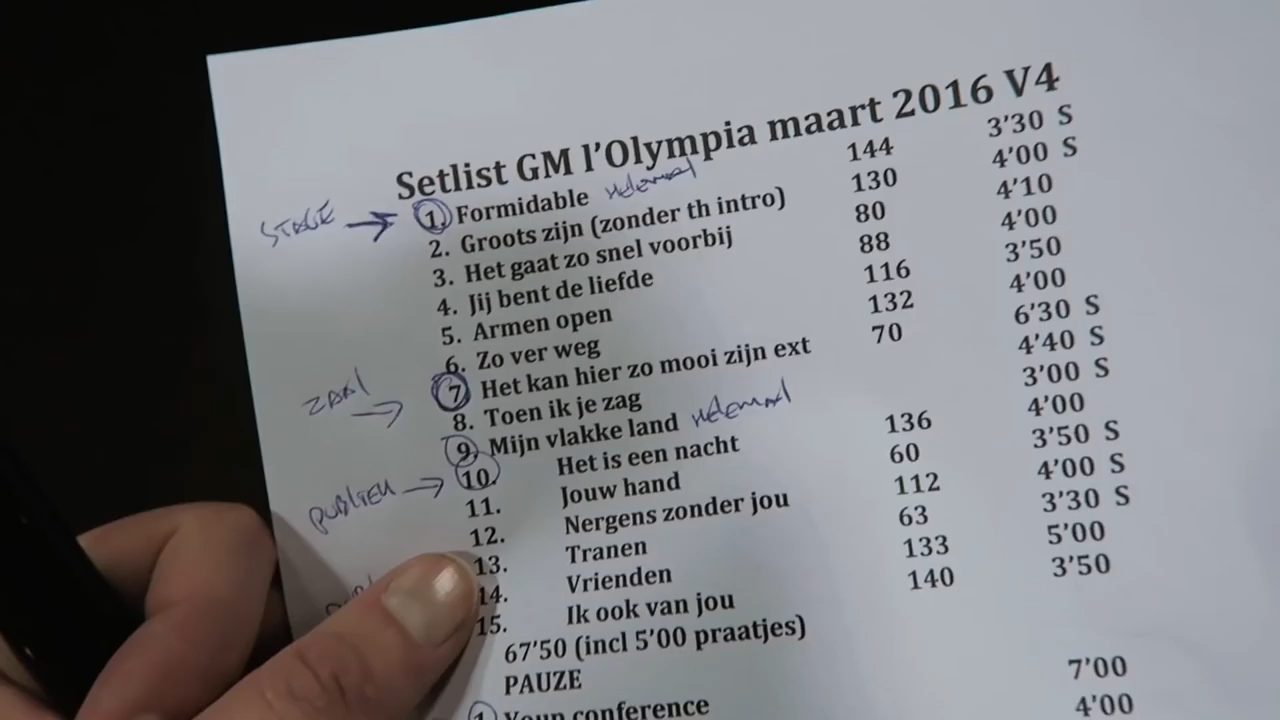 Setlist GM l'Olympia maart 2016 V4
STAGE → 1. Formidable Helemaal 144 3'30 S
2. Groots zijn (zonder th intro) 130 4'00 S
3. Het gaat zo snel voorbij 80 4'10
4. Jij bent de liefde 88 4'00
5. Armen open 116 3'50
6. Zo ver weg 132 4'00
ZAAL → 7. Het kan hier zo mooi zijn ext 70 6'30 S
8. Toen ik je zag 4'40 S
9. Mijn vlakke land Helemaal 3'00 S
PUBLIEK → 10. Het is een nacht 136 4'00
11. Jouw hand 60 3'50 S
12. Nergens zonder jou 112 4'00 S
13. Tranen 63 3'30 S
14. Vrienden 133 5'00
15. Ik ook van jou 140 3'50
67'50 (incl 5'00 praatjes)
PAUZE
1. Youp conference 7'00
4'00